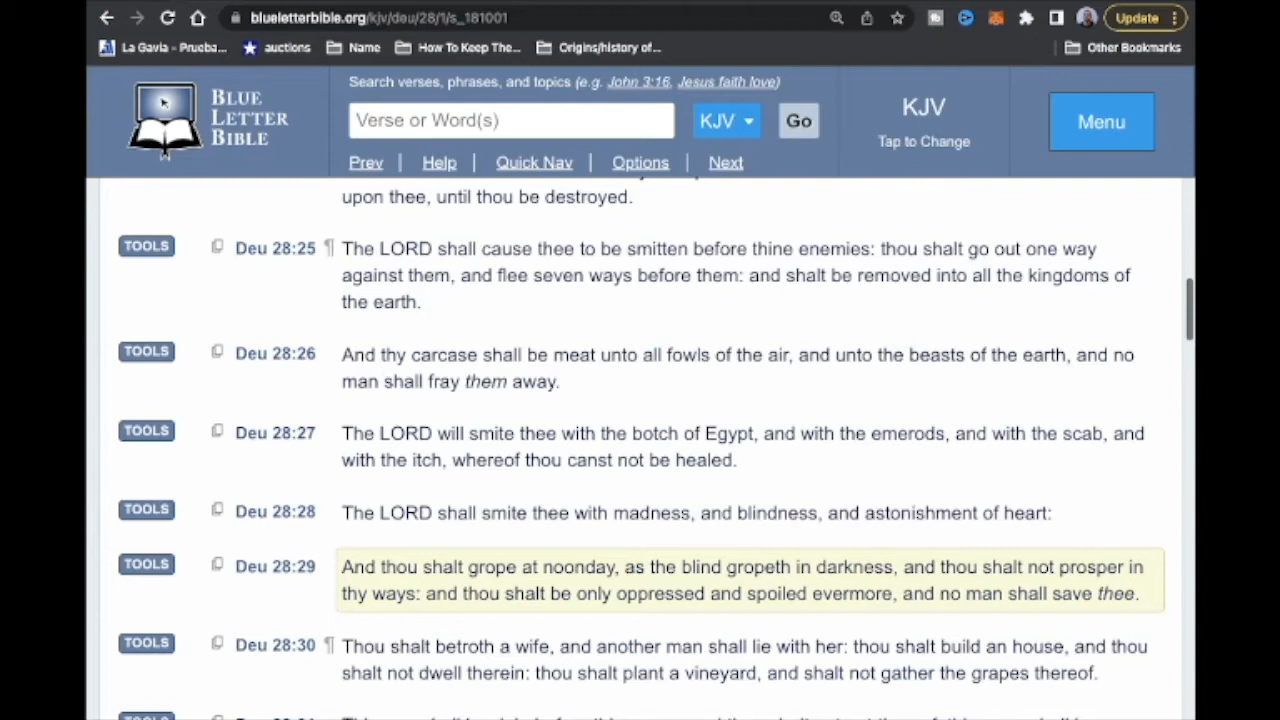 blueletterbible.org/kjv/deu/28/1/s_181001
Update
La Gavia - Prueba...
auctions
Name
How To Keep The...
Origins/history of...
Other Bookmarks
BLUE
LETTER
BIBLE
Search verses, phrases, and topics (e.g. John 3:16, Jesus faith love)
Verse or Word(s)
KJV
Go
Prev | Help | Quick Nav | Options | Next
KJV
Tap to Change
Menu
upon thee, until thou be destroyed.
TOOLS Deu 28:25 ¶ The LORD shall cause thee to be smitten before thine enemies: thou shalt go out one way
against them, and flee seven ways before them: and shalt be removed into all the kingdoms of
the earth.
TOOLS Deu 28:26 And thy carcase shall be meat unto all fowls of the air, and unto the beasts of the earth, and no
man shall fray them away.
TOOLS Deu 28:27 The LORD will smite thee with the botch of Egypt, and with the emerods, and with the scab, and
with the itch, whereof thou canst not be healed.
TOOLS Deu 28:28 The LORD shall smite thee with madness, and blindness, and astonishment of heart:
TOOLS Deu 28:29 And thou shalt grope at noonday, as the blind gropeth in darkness, and thou shalt not prosper in
thy ways: and thou shalt be only oppressed and spoiled evermore, and no man shall save thee.
TOOLS Deu 28:30 ¶ Thou shalt betroth a wife, and another man shall lie with her: thou shalt build an house, and thou
shalt not dwell therein: thou shalt plant a vineyard, and shalt not gather the grapes thereof.